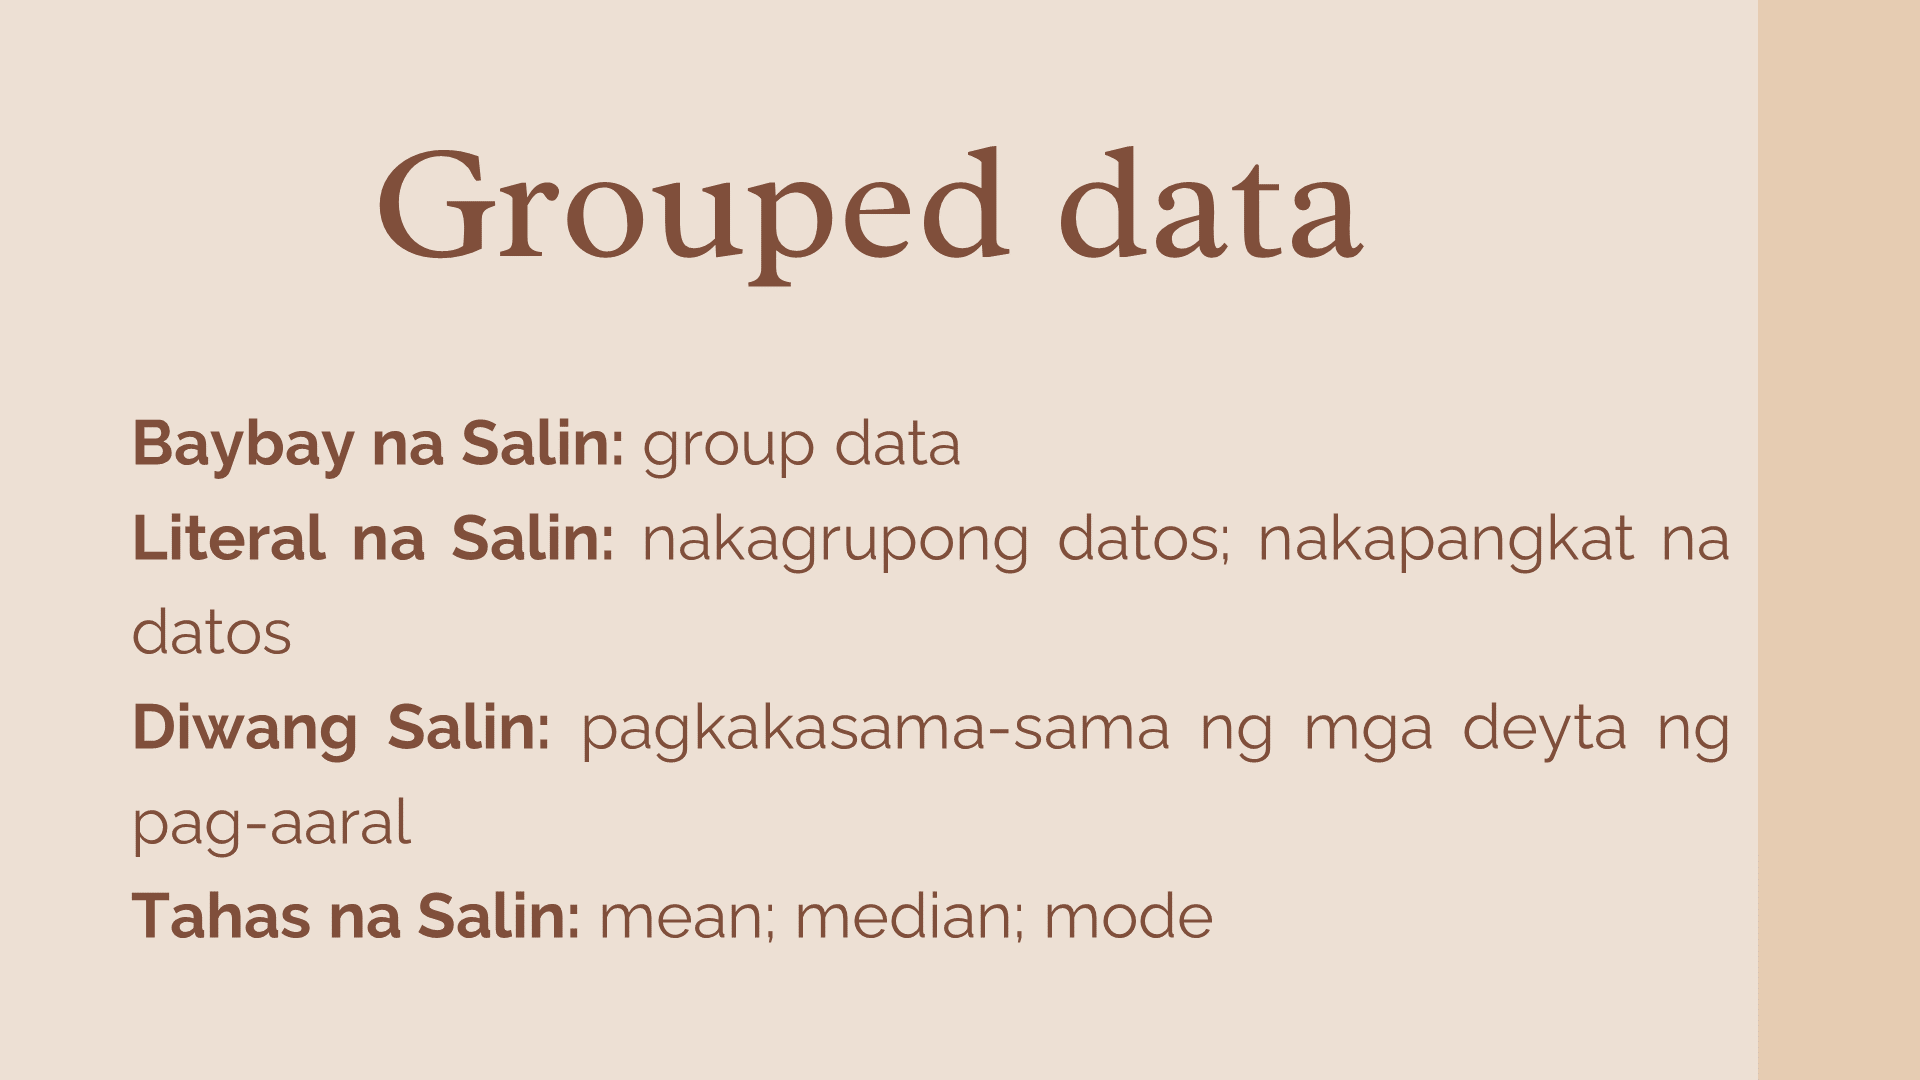 Grouped data
Baybay na Salin: group data
Literal na Salin: nakagrupong datos; nakapangkat na
datos
Diwang Salin: pagkakasama-sama ng mga deyta ng
pag-aaral
Tahas na Salin: mean; median; mode